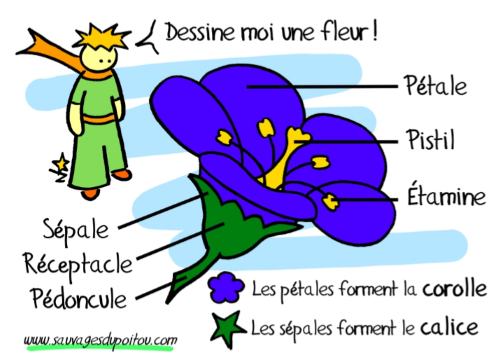 Dessine moi une fleur !
Pétale
Pistil
Étamine
Sépale
Réceptacle
Pédoncule
Les pétales forment la corolle
Les sépales forment le calice
www.sauvagesdupoitou.com